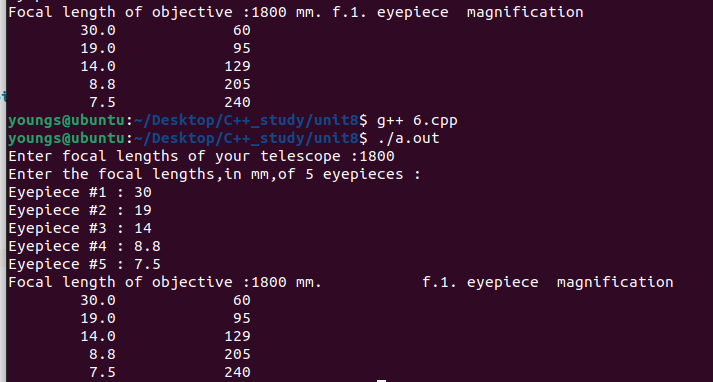 Focal length of objective :1800 mm. f.1. eyepiece  magnification
        30.0             60
        19.0             95
        14.0            129
         8.8            205
         7.5            240
youngs@ubuntu:~/Desktop/C++_study/unit8$ g++ 6.cpp
youngs@ubuntu:~/Desktop/C++_study/unit8$ ./a.out
Enter focal lengths of your telescope :1800
Enter the focal lengths,in mm,of 5 eyepieces :
Eyepiece #1 : 30
Eyepiece #2 : 19
Eyepiece #3 : 14
Eyepiece #4 : 8.8
Eyepiece #5 : 7.5
Focal length of objective :1800 mm.           f.1. eyepiece  magnification
        30.0             60
        19.0             95
        14.0            129
         8.8            205
         7.5            240